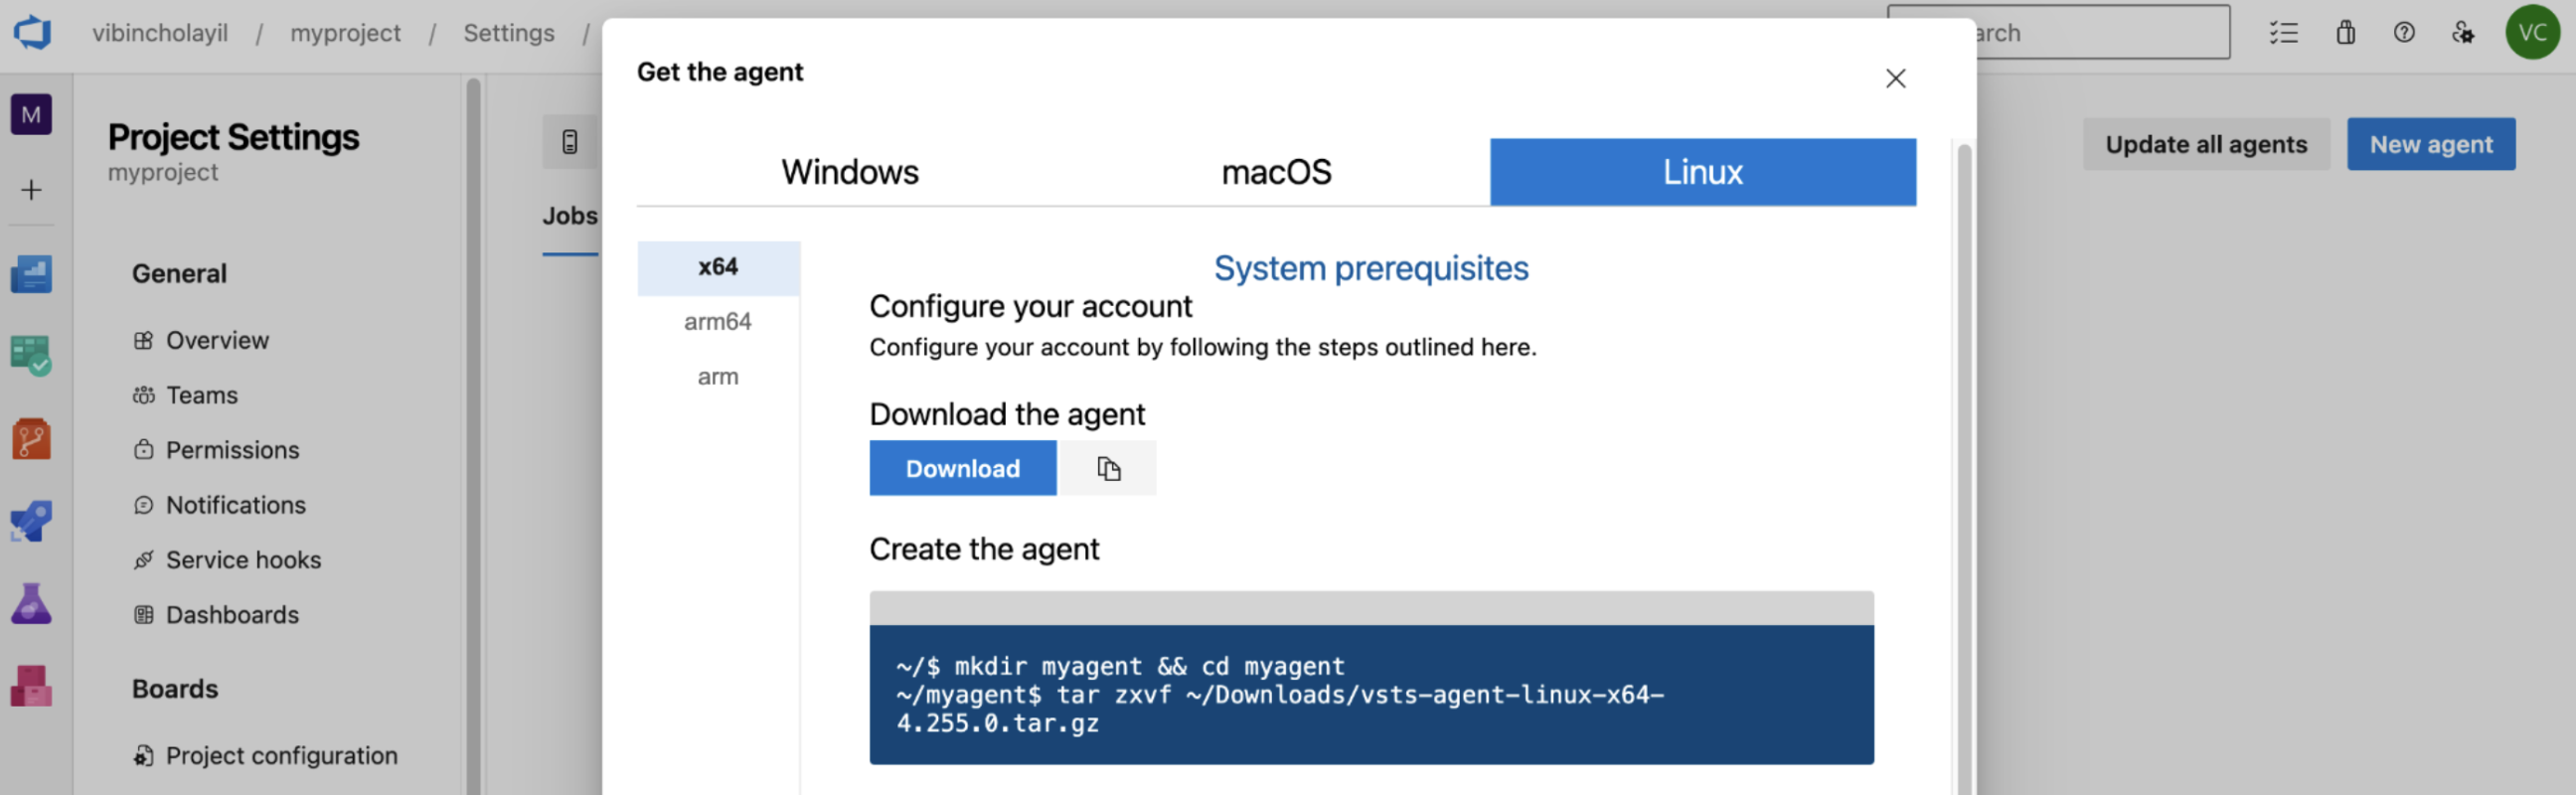 vibincholayil / myproject / Settings /
arch
VC
M
Project Settings
myproject
General
Overview
Teams
Permissions
Notifications
Service hooks
Dashboards
Boards
Project configuration
Jobs
Update all agents
New agent
Get the agent
Windows
macOS
Linux
x64
arm64
arm
System prerequisites
Configure your account
Configure your account by following the steps outlined here.
Download the agent
Download
Create the agent
~/$ mkdir myagent && cd myagent
~/myagent$ tar zxvf ~/Downloads/vsts-agent-linux-x64-
4.255.0.tar.gz